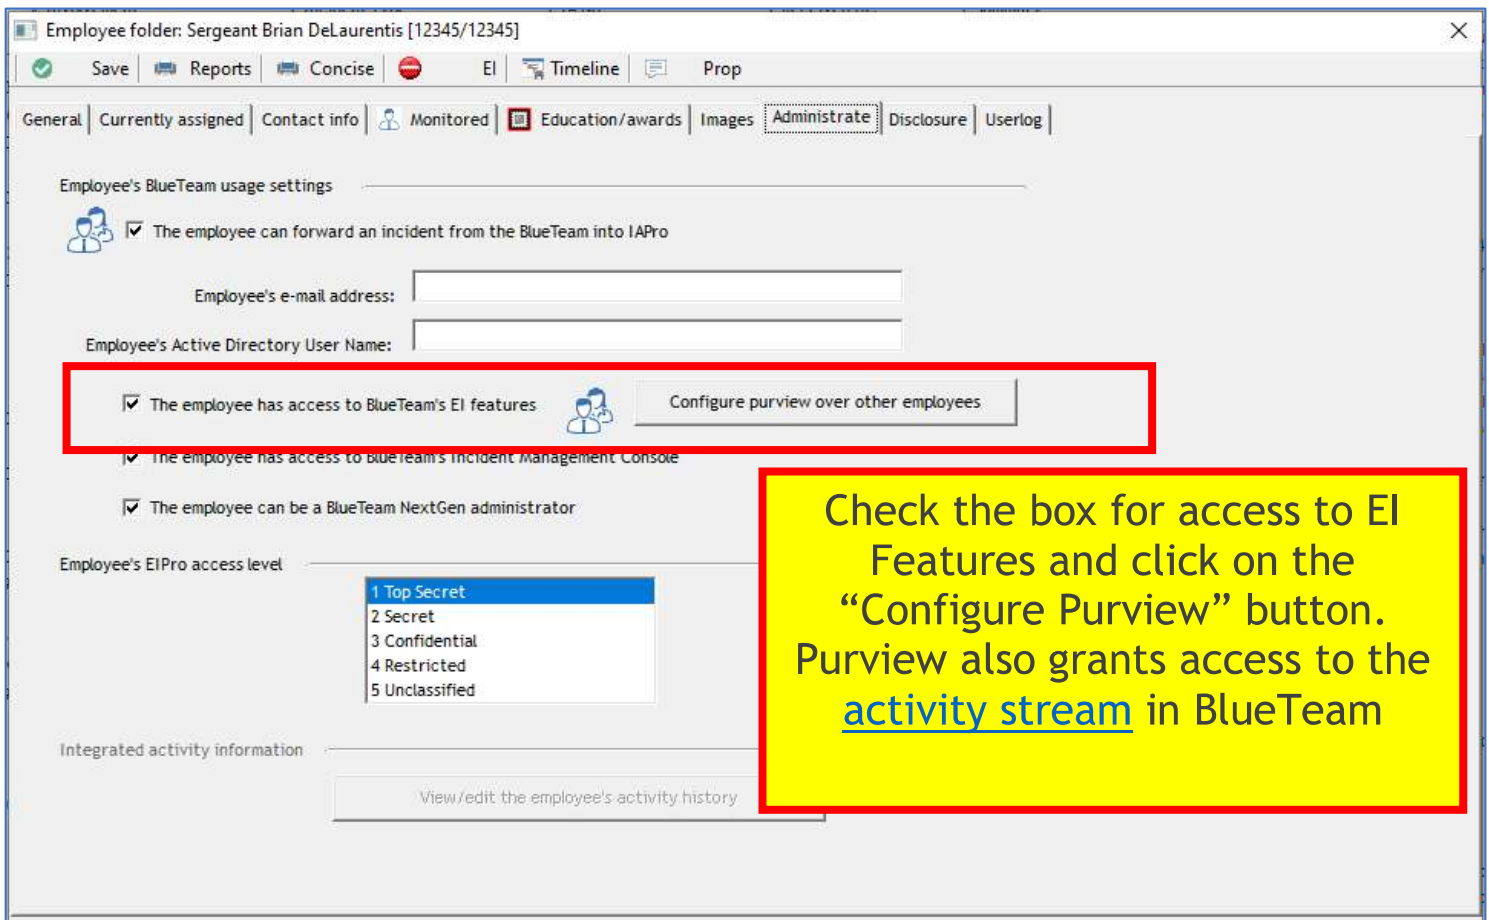 Employee folder: Sergeant Brian DeLaurentis [12345/12345]
Save Reports Concise EI Timeline Prop
General Currently assigned Contact info Monitored Education/awards Images Administrate Disclosure Userlog
Employee's BlueTeam usage settings
The employee can forward an incident from the BlueTeam into IAPro
Employee's e-mail address:
Employee's Active Directory User Name:
The employee has access to BlueTeam's EI features
Configure purview over other employees
The employee has access to BlueTeam's Incident Management Console
The employee can be a BlueTeam NextGen administrator
Employee's EIPro access level
1 Top Secret
2 Secret
3 Confidential
4 Restricted
5 Unclassified
Integrated activity information
View/edit the employee's activity history
Check the box for access to EI
Features and click on the
“Configure Purview” button.
Purview also grants access to the
activity stream in BlueTeam